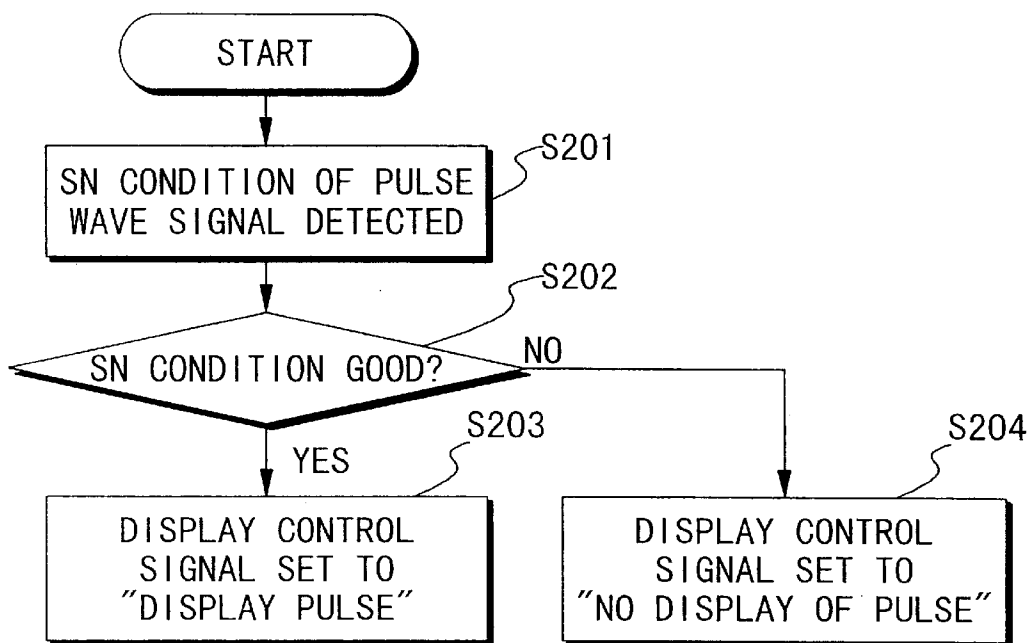 START
S201
SN CONDITION OF PULSE
WAVE SIGNAL DETECTED
S202
SN CONDITION GOOD?
NO
YES
S203
DISPLAY CONTROL
SIGNAL SET TO
"DISPLAY PULSE"
S204
DISPLAY CONTROL
SIGNAL SET TO
"NO DISPLAY OF PULSE"